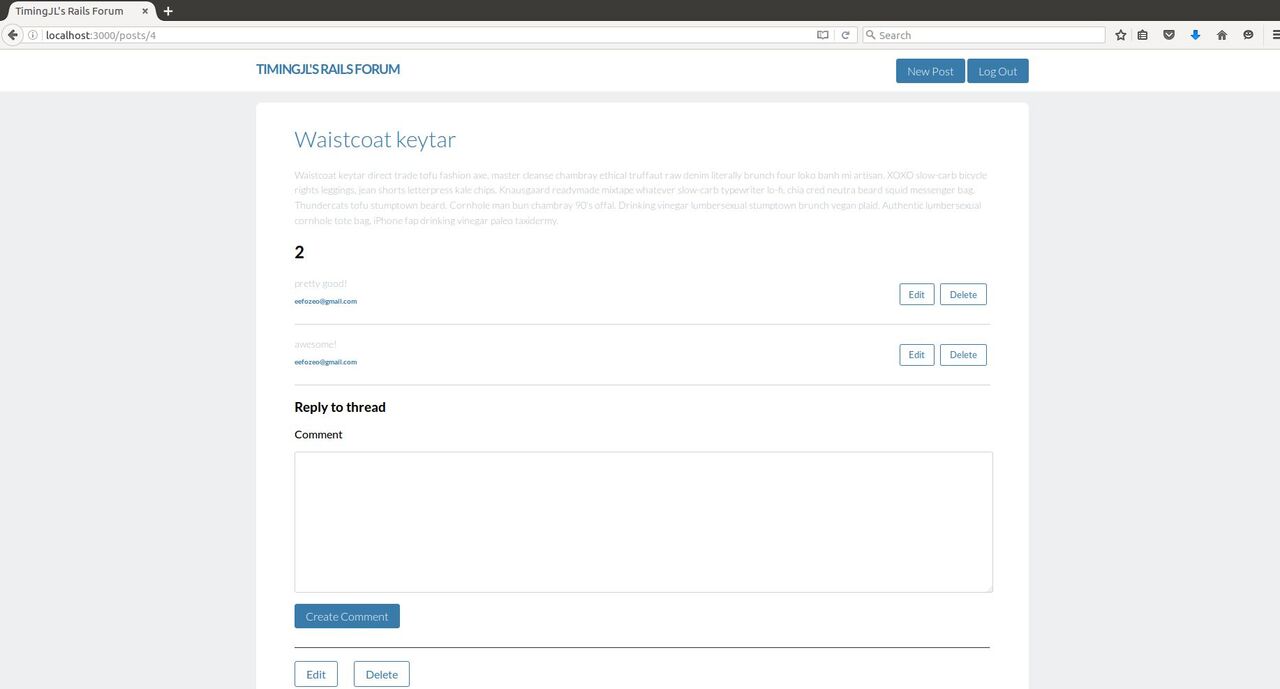 TimingJL's Rails Forum
localhost:3000/posts/4
Search
TIMINGJL'S RAILS FORUM
New Post
Log Out
Waistcoat keytar
Waistcoat keytar direct trade tofu fashion axe, master cleanse chambray ethical truffaut raw denim literally brunch four loko banh mi artisan. XOXO slow-carb bicycle
rights leggings, jean shorts letterpress kale chips. Knausgaard readymade mixtape whatever slow-carb typewriter lo-fi, chia cred neutra beard squid messenger bag.
Thundercats tofu stumptown beard. Cornhole man bun chambray 90's offal. Drinking vinegar lumbersexual stumptown brunch vegan plaid. Authentic lumbersexual
cornhole tote bag, iPhone fap drinking vinegar paleo taxidermy.
2
pretty good!
eefozeo@gmail.com
Edit
Delete
awesome!
eefozeo@gmail.com
Edit
Delete
Reply to thread
Comment
Create Comment
Edit
Delete